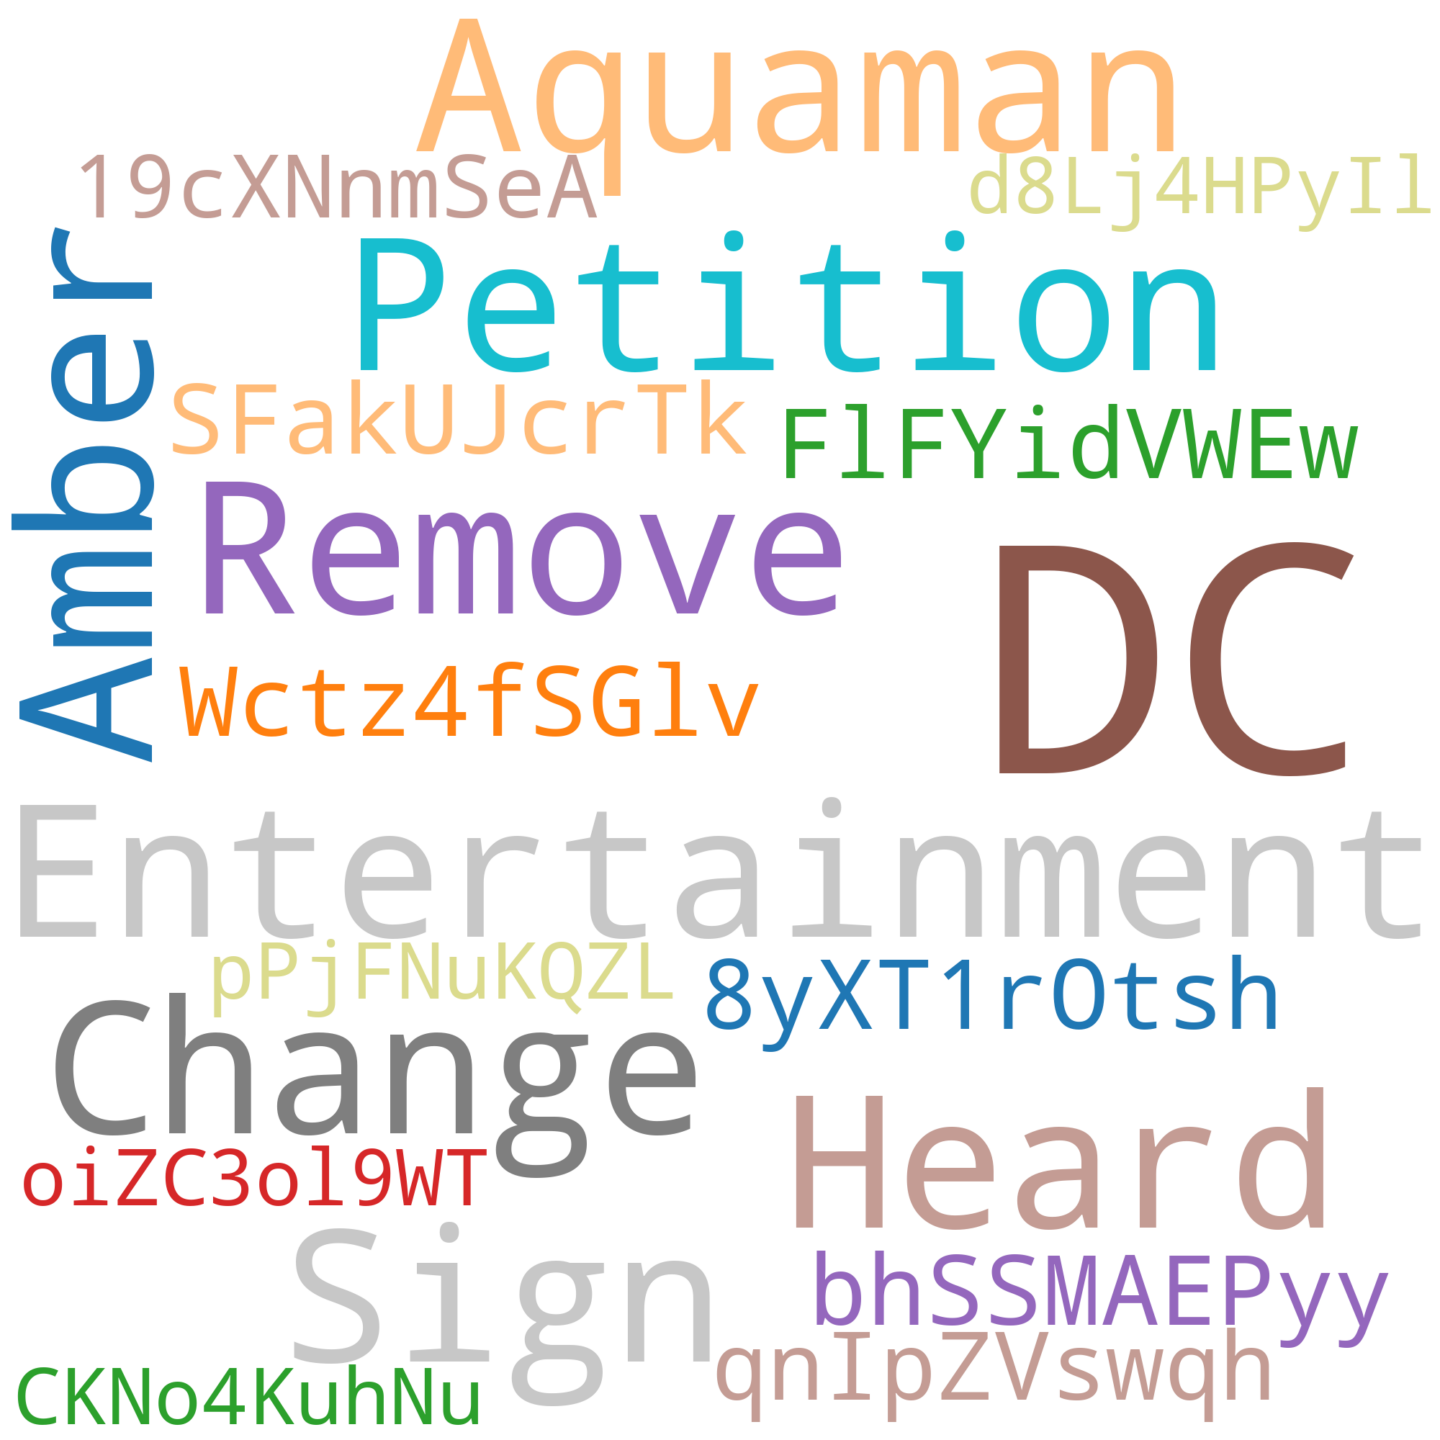 Aquaman
19cXNnmSeA
d8Lj4HPyIl
Amber
Petition
SFakUJcrTk
FlFYidVWEw
Remove
DC
Wctz4fSGlv
Entertainment
pPjFNuKQZL
8yXT1rOtsh
Change
Heard
oiZC3ol9WT
Sign
bhSSMAEPyy
qnIpZVswqh
CKNo4KuhNu